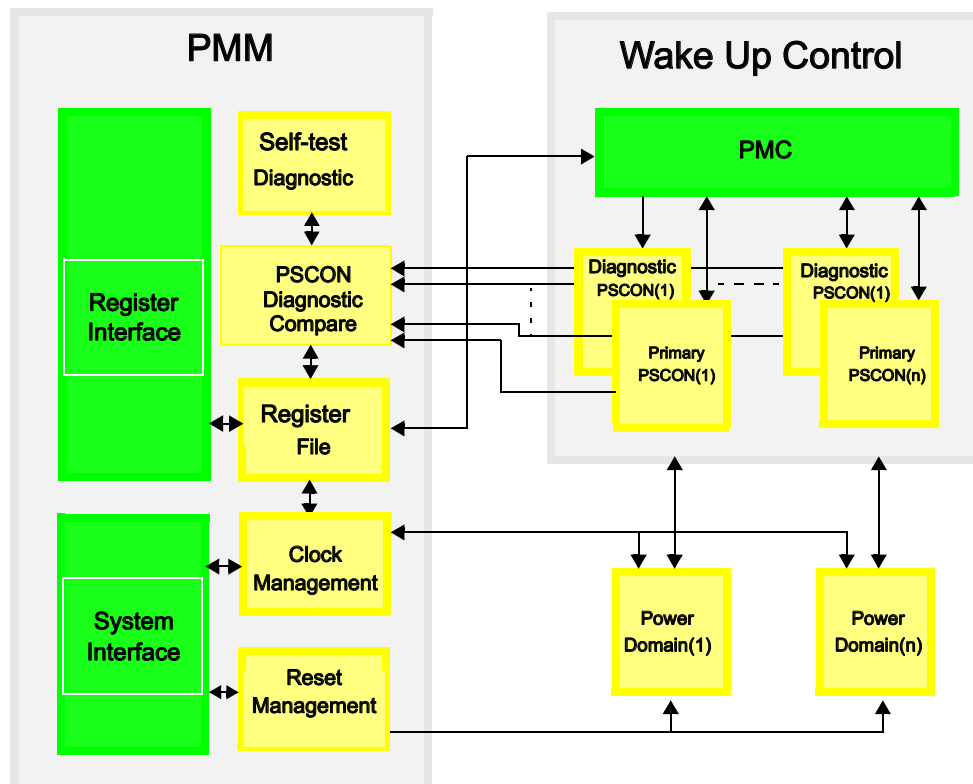 PMM
Self-test
Diagnostic
PSCON
Diagnostic
Compare
Register
Interface
Register
File
Clock
Management
System
Interface
Reset
Management
Wake Up Control
PMC
Diagnostic
PSCON(1)
Primary
PSCON(1)
Diagnostic
PSCON(1)
Primary
PSCON(n)
Power
Domain(1)
Power
Domain(n)